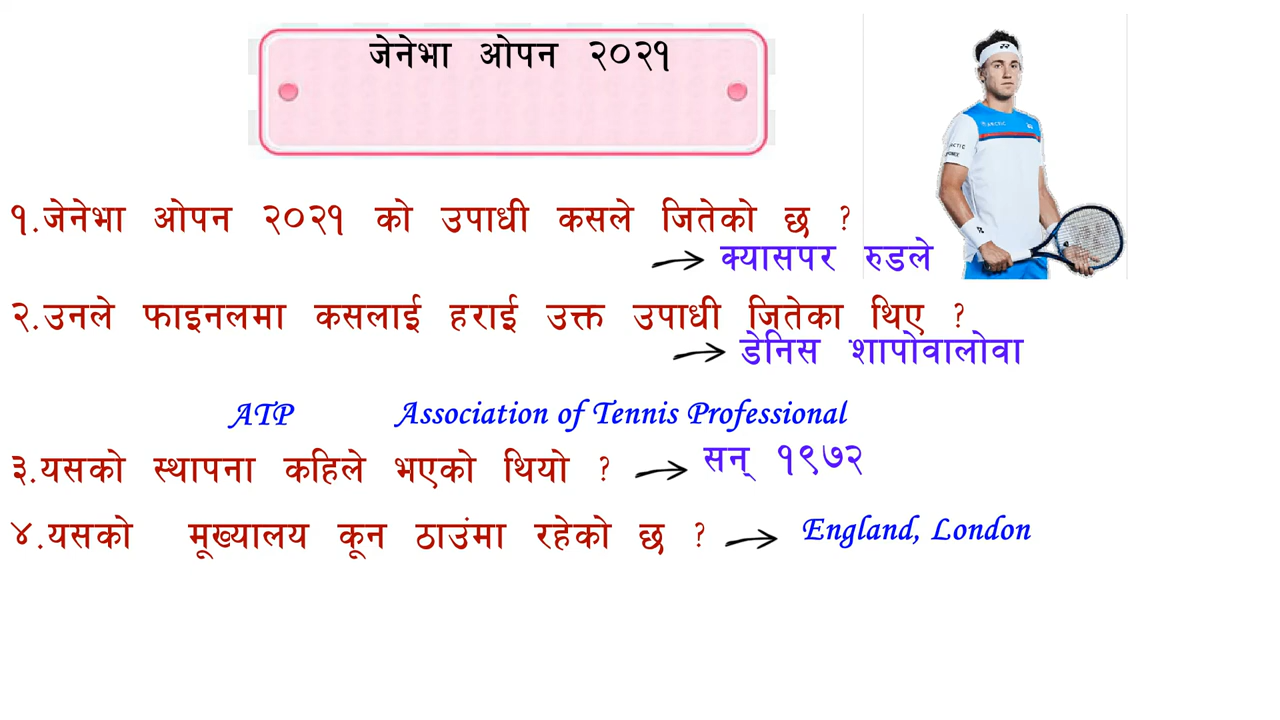 जेनेभा ओपन २०२१
१.जेनेभा ओपन २०२१ को उपाधी कसले जितेको छ ?
क्यासपर रुडले
२.उनले फाइनलमा कसलाई हराई उक्त उपाधी जितेका थिए ?
डेनिस शापोवालोवा
ATP Association of Tennis Professional
३.यसको स्थापना कहिले भएको थियो ? सन् १९७२
४.यसको मूख्यालय कून ठाउंमा रहेको छ ? England, London